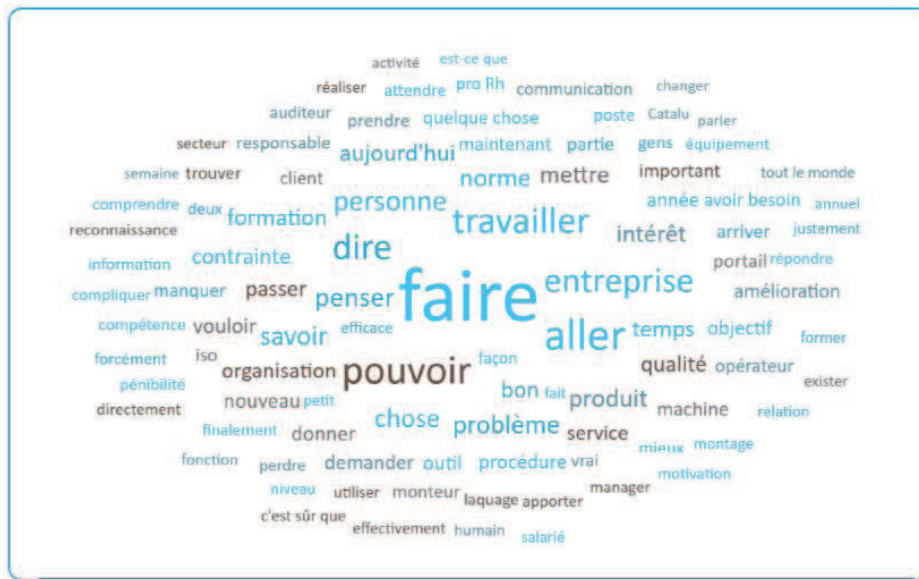 activité est-ce que
réaliser attendre pro Rh communication changer
auditeur prendre quelque chose poste Catalu parler
secteur responsable aujourd'hui maintenant partie gens équipement
semaine trouver client norme mettre important tout le monde
comprendre deux formation personne travailler année avoir besoin annuel
reconnaissance dire intérêt arriver justement
information contrainte portail répondre
compliquer manquer passer penser faire entreprise amélioration
compétence vouloir savoir efficace aller temps objectif former
forcément iso organisation pouvoir façon qualité opérateur exister
pénibilité nouveau petit bon fait produit machine relation
directement chose problème service
finalement donner mieux montage
fonction perdre demander outil procédure vrai motivation
niveau utiliser monteur laquage apporter manager
c'est sûr que effectivement humain salarié